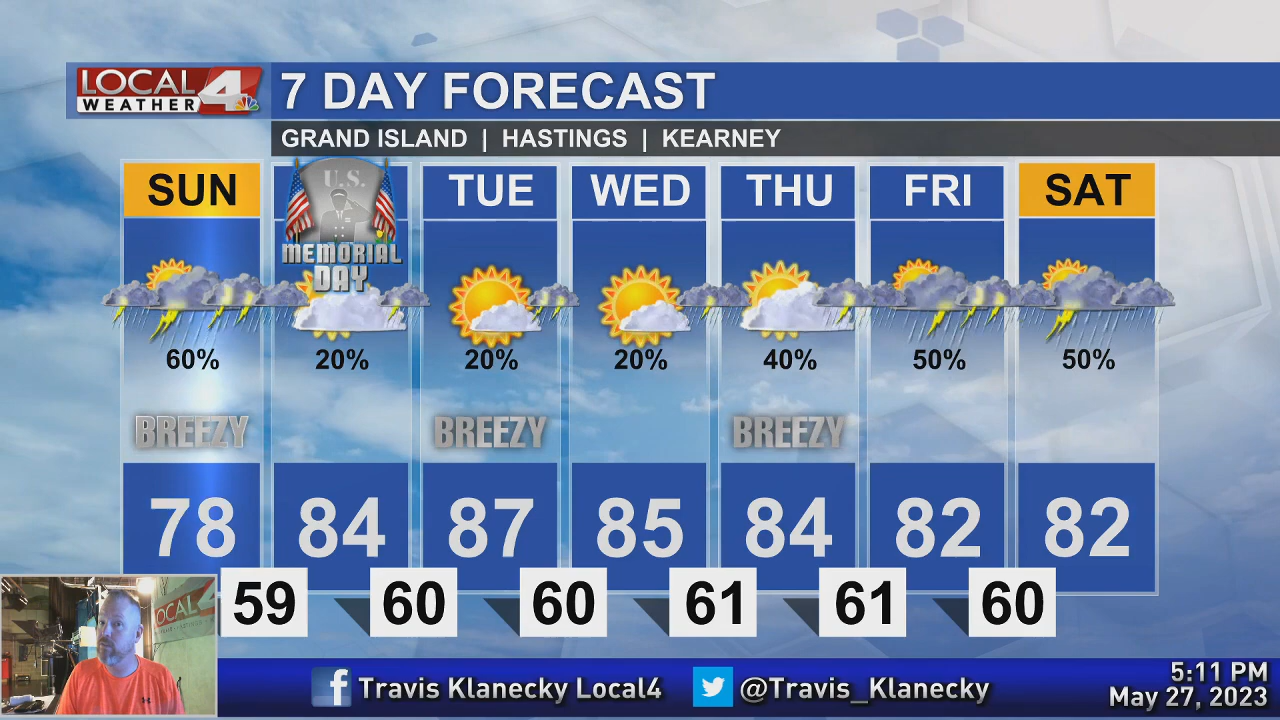 LOCAL 4
WEATHER
7 DAY FORECAST
GRAND ISLAND | HASTINGS | KEARNEY
SUN
U.S.
MEMORIAL
DAY
TUE
WED
THU
FRI
SAT
60%
20%
20%
20%
40%
50%
50%
BREEZY
BREEZY
BREEZY
78
84
87
85
84
82
82
59
60
60
61
61
60
LOCAL 4
Travis Klanecky Local4
@Travis_Klanecky
5:11 PM
May 27, 2023